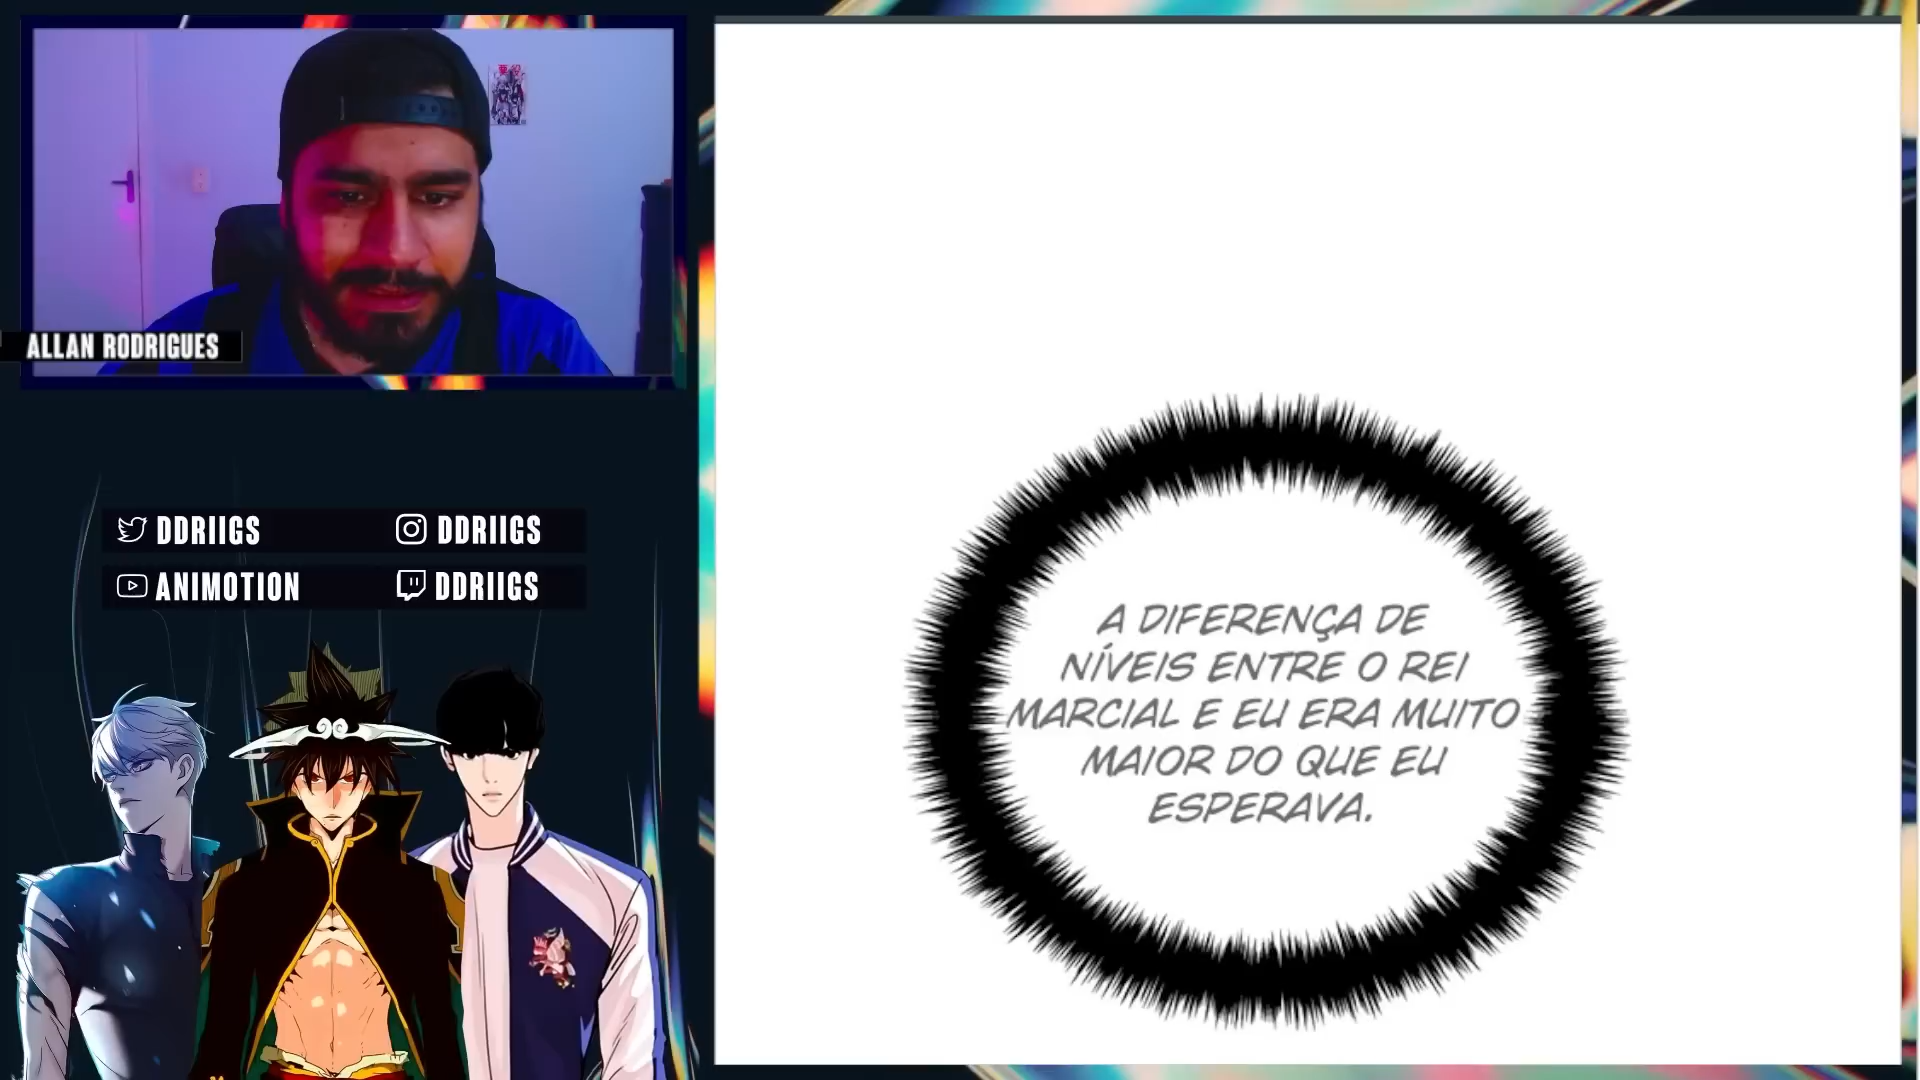 ALLAN RODRIGUES
DDRIIGS
DDRIIGS
ANIMOTION
DDRIIGS
A DIFERENÇA DE
NÍVEIS ENTRE O REI
MARCIAL E EU ERA MUITO
MAIOR DO QUE EU
ESPERAVA.